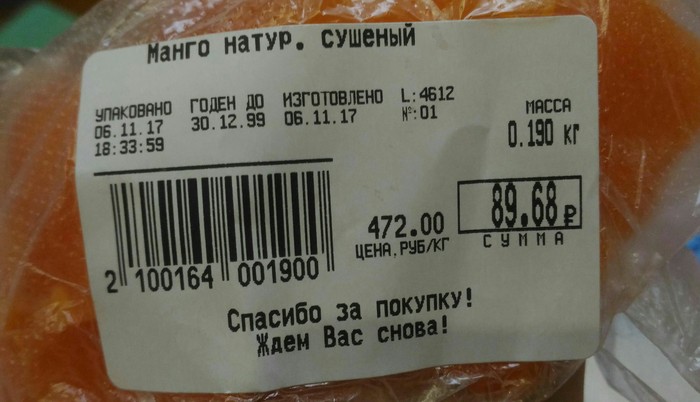 Манго натур. сушеный
УПАКОВАНО ГОДЕН ДО ИЗГОТОВЛЕНО L:4612
06.11.17 30.12.99 06.11.17 №:01
18:33:59
МАССА
0.190 кг
472.00
ЦЕНА,РУБ/КГ
89.68 ₽
СУММА
2 100164 001900
Спасибо за покупку!
Ждем Вас снова!